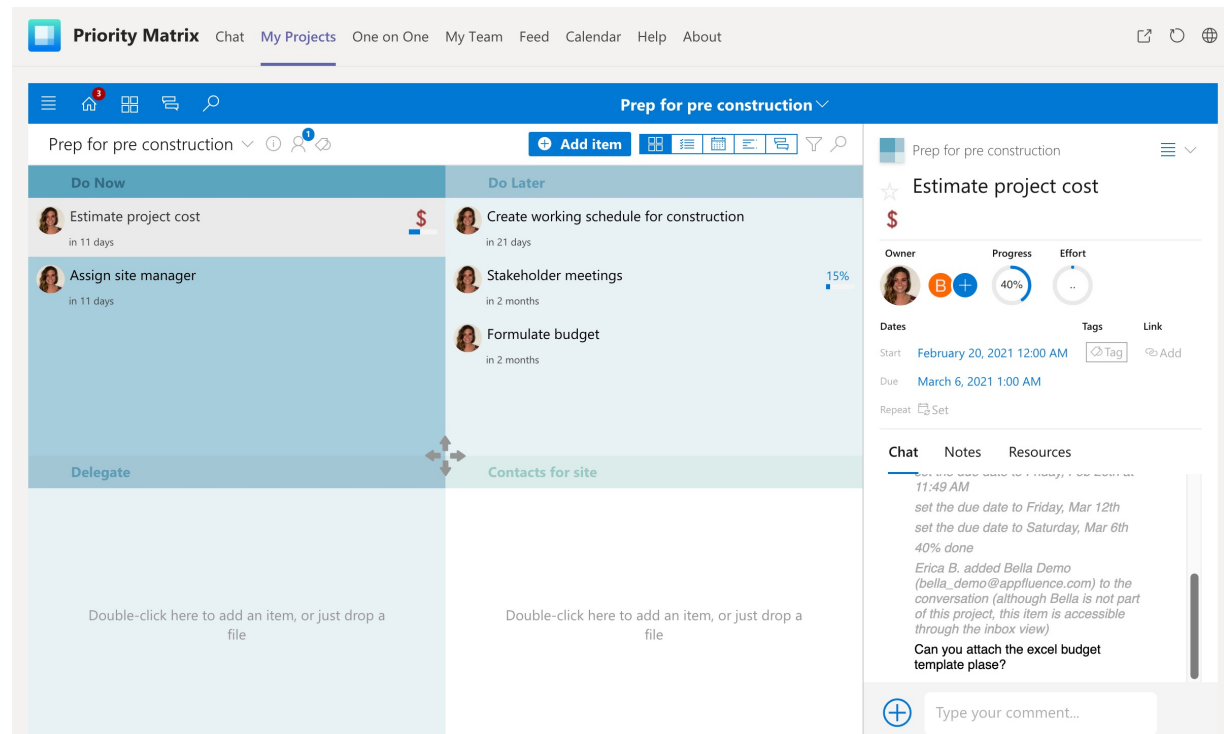 Priority Matrix Chat My Projects One on One My Team Feed Calendar Help About
3
Prep for pre construction
Prep for pre construction
1
Add item
Do Now
Estimate project cost
in 11 days
$
Assign site manager
in 11 days
Do Later
Create working schedule for construction
in 21 days
Stakeholder meetings
15%
in 2 months
Formulate budget
in 2 months
Delegate
Double-click here to add an item, or just drop a
file
Contacts for site
Double-click here to add an item, or just drop a
file
Prep for pre construction
Estimate project cost
$
Owner Progress Effort
B 40% ..
Dates Tags Link
Start February 20, 2021 12:00 AM Tag Add
Due March 6, 2021 1:00 AM
Repeat Set
Chat Notes Resources
11:49 AM
set the due date to Friday, Mar 12th
set the due date to Saturday, Mar 6th
40% done
Erica B. added Bella Demo
(bella_demo@appfluence.com) to the
conversation (although Bella is not part
of this project, this item is accessible
through the inbox view)
Can you attach the excel budget
template plase?
Type your comment...